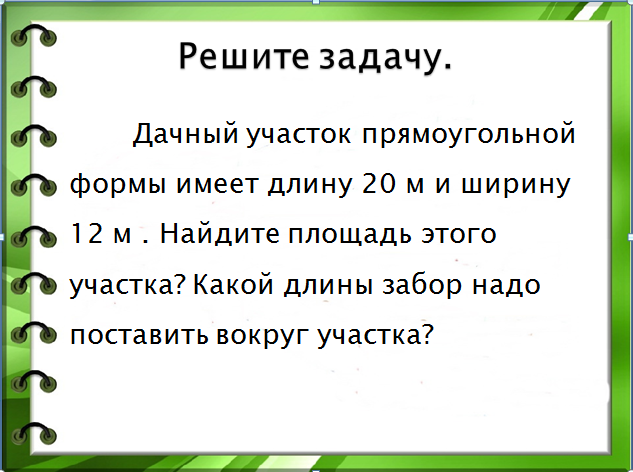 Решите задачу.
Дачный участок прямоугольной
формы имеет длину 20 м и ширину
12 м . Найдите площадь этого
участка? Какой длины забор надо
поставить вокруг участка?